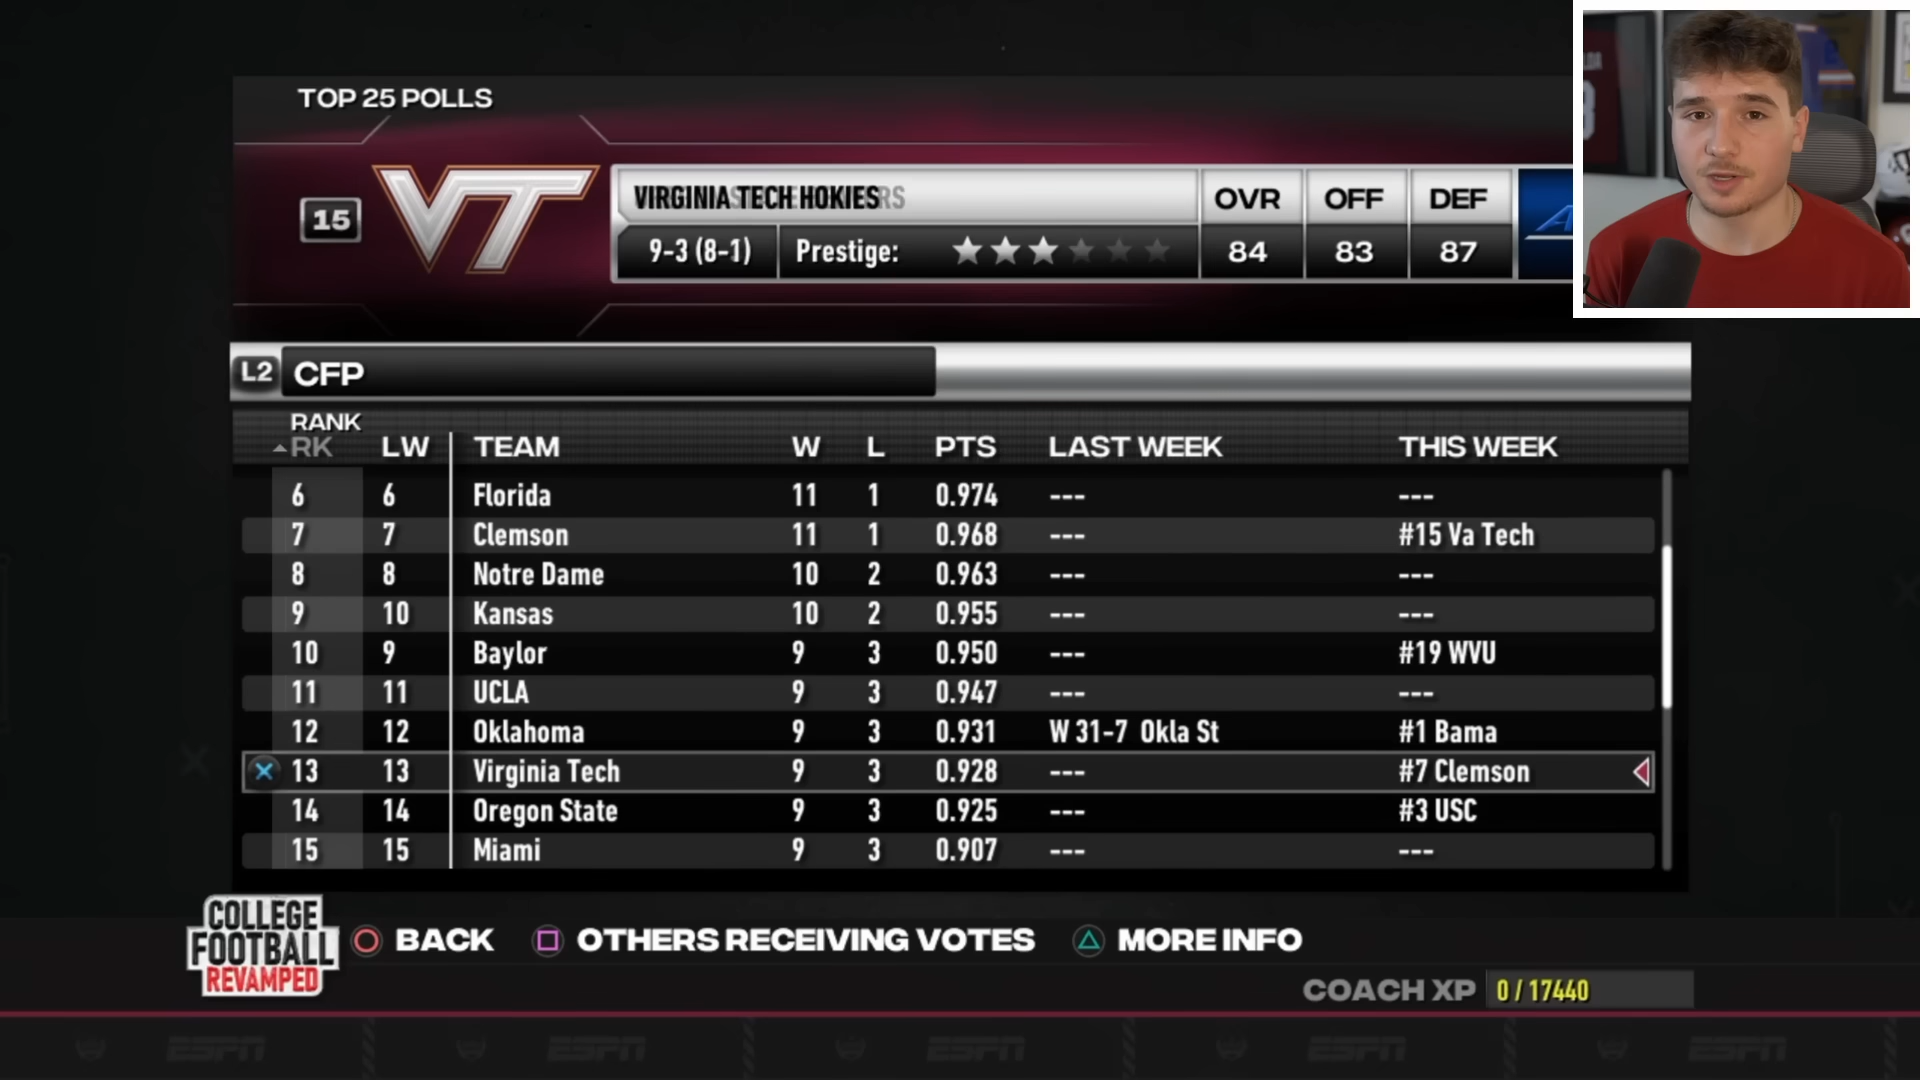 TOP 25 POLLS
15
VT
VIRGINIA TECH HOKIES
OVR OFF DEF
9-3 (8-1) Prestige: 84 83 87
L2 CFP
RANK
RK LW TEAM W L PTS LAST WEEK THIS WEEK
6 6 Florida 11 1 0.974 --- ---
7 7 Clemson 11 1 0.968 --- #15 Va Tech
8 8 Notre Dame 10 2 0.963 --- ---
9 10 Kansas 10 2 0.955 --- ---
10 9 Baylor 9 3 0.950 --- #19 WVU
11 11 UCLA 9 3 0.947 --- ---
12 12 Oklahoma 9 3 0.931 W 31-7 Okla St #1 Bama
13 13 Virginia Tech 9 3 0.928 --- #7 Clemson
14 14 Oregon State 9 3 0.925 --- #3 USC
15 15 Miami 9 3 0.907 --- ---
COLLEGE
FOOTBALL
REVAMPED
BACK OTHERS RECEIVING VOTES MORE INFO
COACH XP 0 / 17440
ESPN ESPN ESPN ESPN ESPN